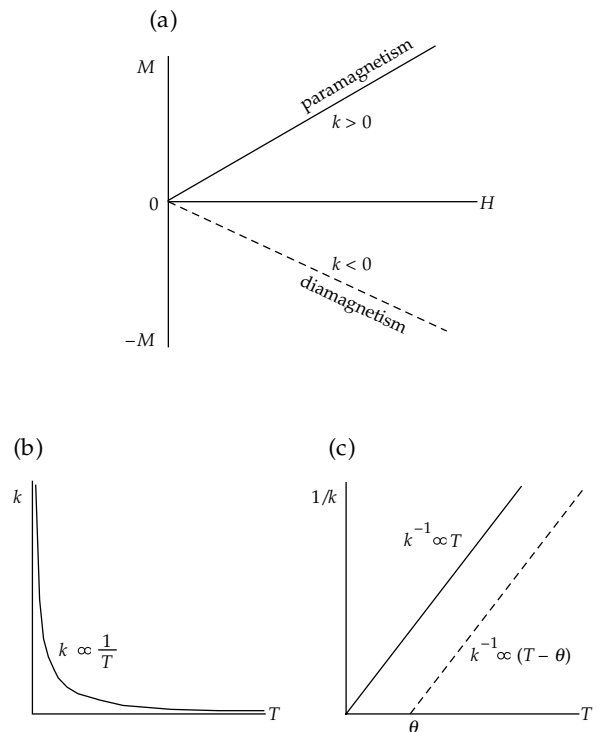 (a)
M
paramagnetism
k > 0
0
H
k < 0
diamagnetism
–M
(b)
k
k ∝ 1/T
T
(c)
1/k
k⁻¹ ∝ T
k⁻¹ ∝ (T – θ)
θ
T